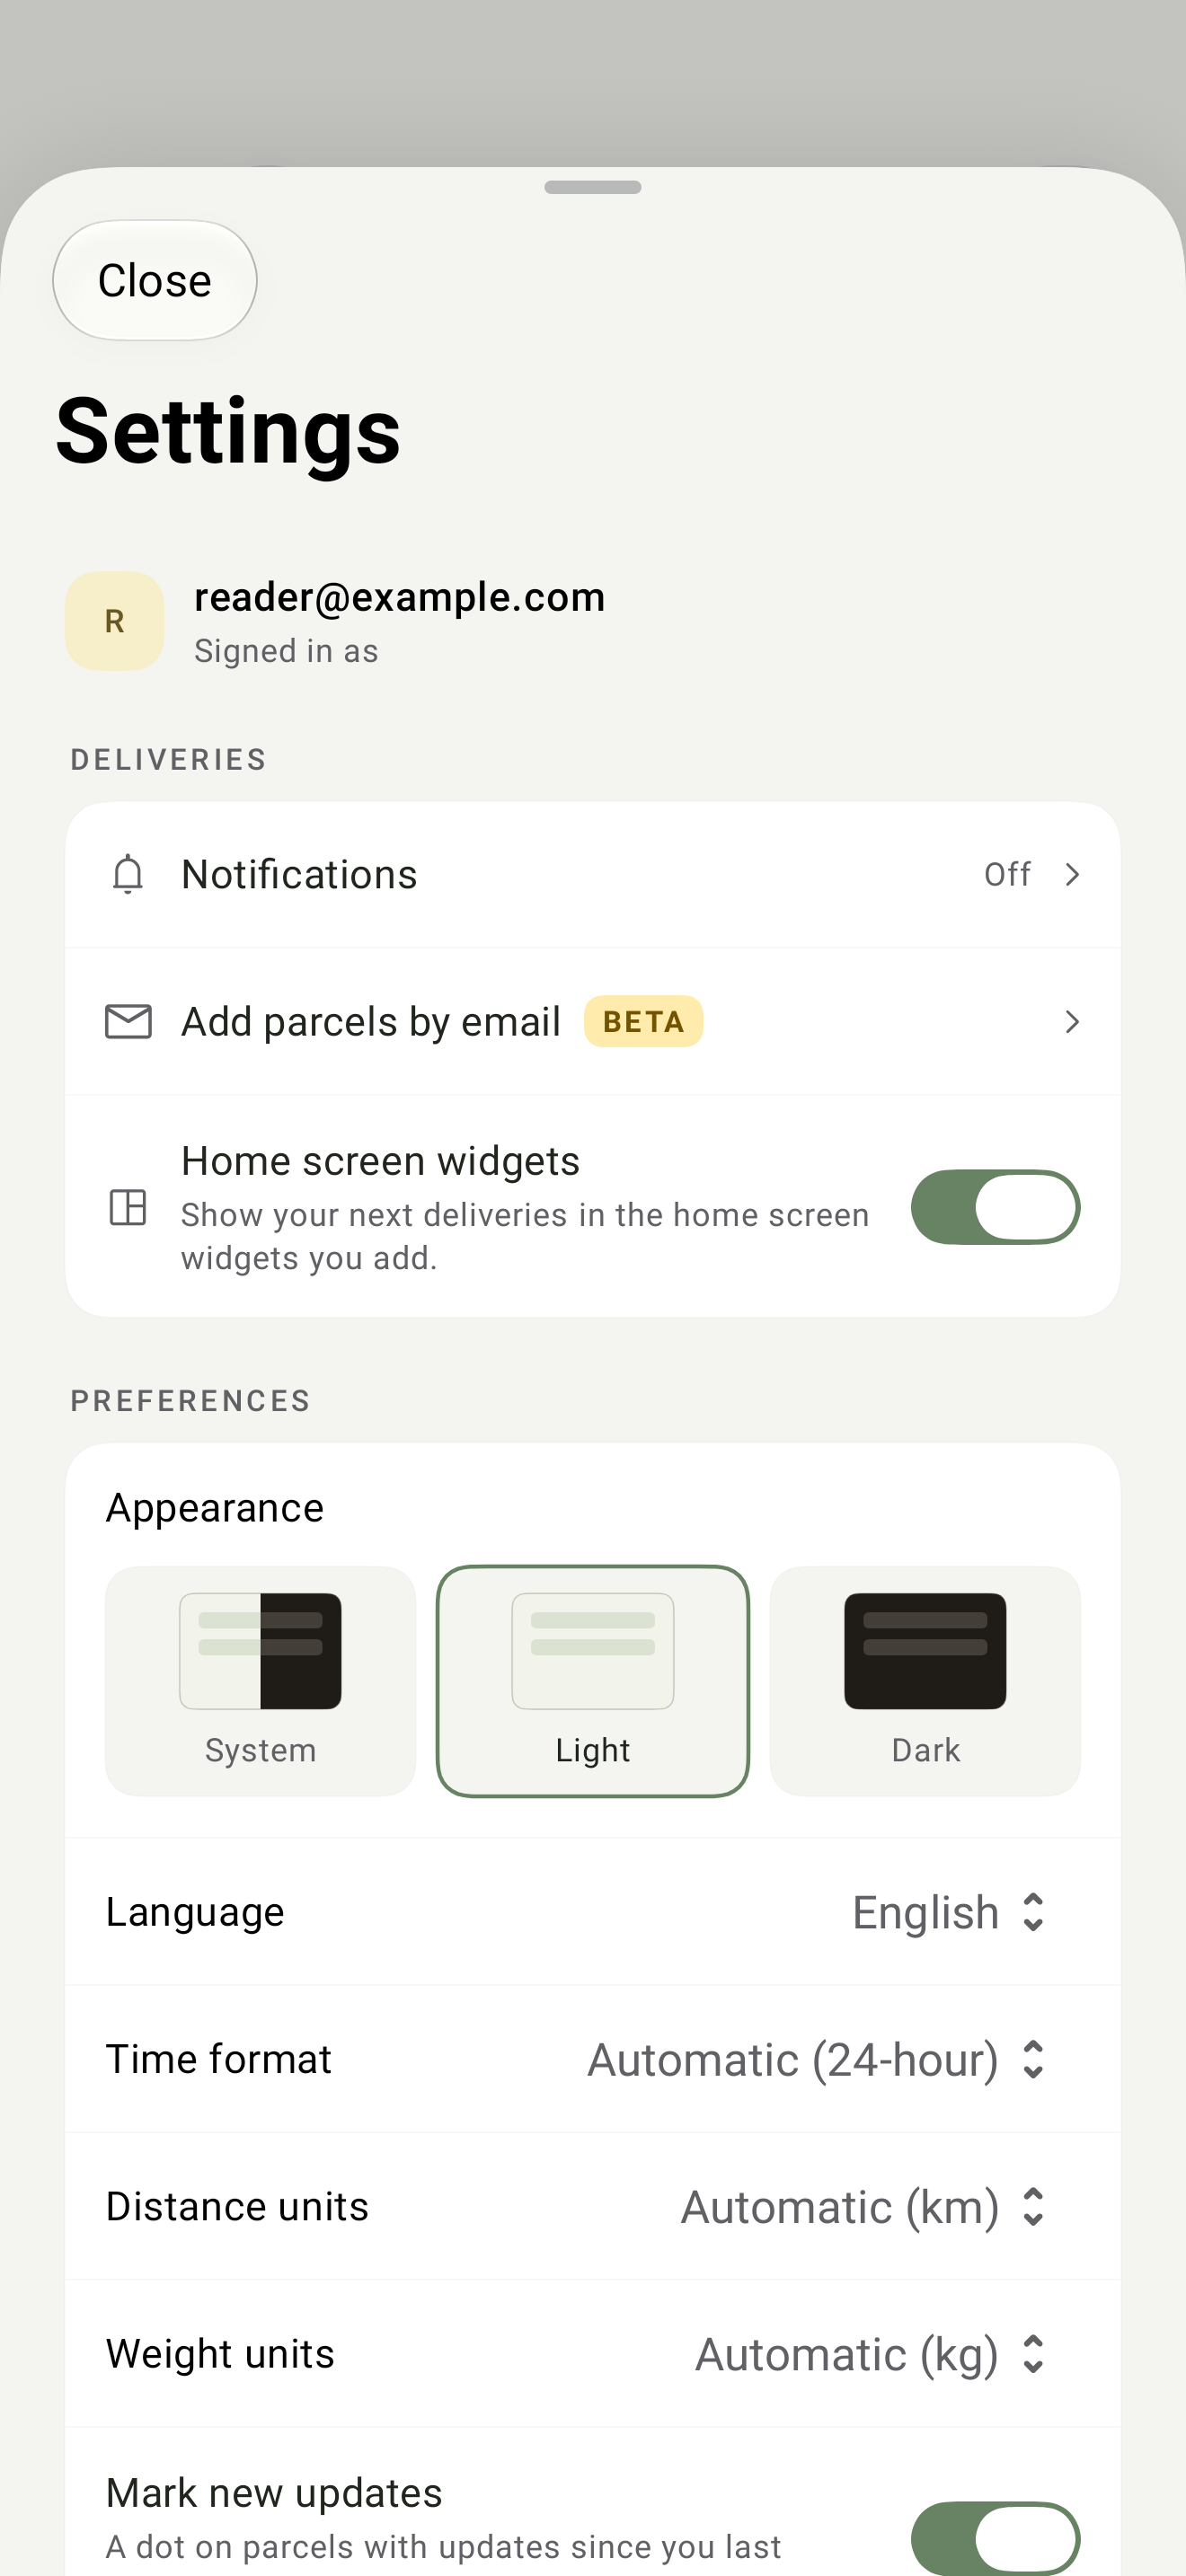 Close
Settings
R
reader@example.com
Signed in as
DELIVERIES
Notifications
Off
Add parcels by email
BETA
Home screen widgets
Show your next deliveries in the home screen
widgets you add.
PREFERENCES
Appearance
System
Light
Dark
Language
English
Time format
Automatic (24-hour)
Distance units
Automatic (km)
Weight units
Automatic (kg)
Mark new updates
A dot on parcels with updates since you last